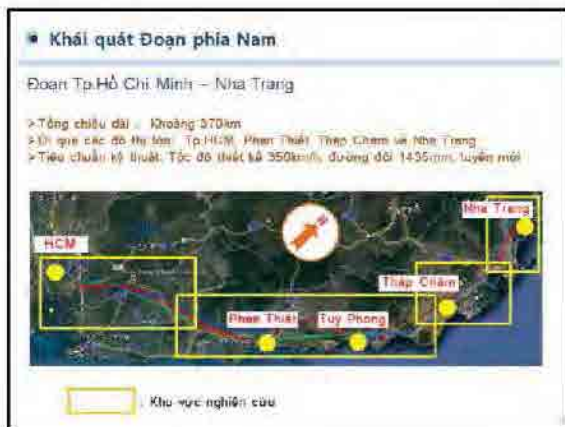 ▪ Khái quát Đoạn phía Nam
Đoạn Tp.Hồ Chí Minh – Nha Trang
> Tổng chiều dài : Khoảng 370km
> Đi qua các đô thị lớn: Tp.HCM, Phan Thiết, Tháp Chàm và Nha Trang
> Tiêu chuẩn kỹ thuật: Tốc độ thiết kế 350km/h, đường đôi 1435mm, tuyến mới
Nha Trang
HCM
Tháp Chàm
Phan Thiết
Tuy Phong
: Khu vực nghiên cứu